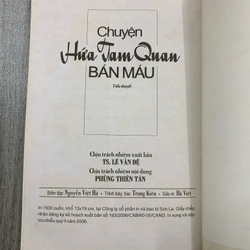 Chuyện
Hứa Tam Quan
BÁN MÁU
Tiểu thuyết
Chịu trách nhiệm xuất bản
TS. LÊ VĂN ĐỆ
Chịu trách nhiệm nội dung
PHÙNG THIÊN TÂN
Biên tập: Nguyễn Việt Hà - Trình bày, bìa: Trọng Kiên - Sửa in: Hà Việt
In 1500 cuốn, khổ 13x19 cm, tại Công ty cổ phần in và bao bì Sơn La. Giấy chấp
nhận đăng ký kế hoạch xuất bản số 193/2006/CXB/60-05/CAND. In xong và nộp
lưu chiểu quý II năm 2006.